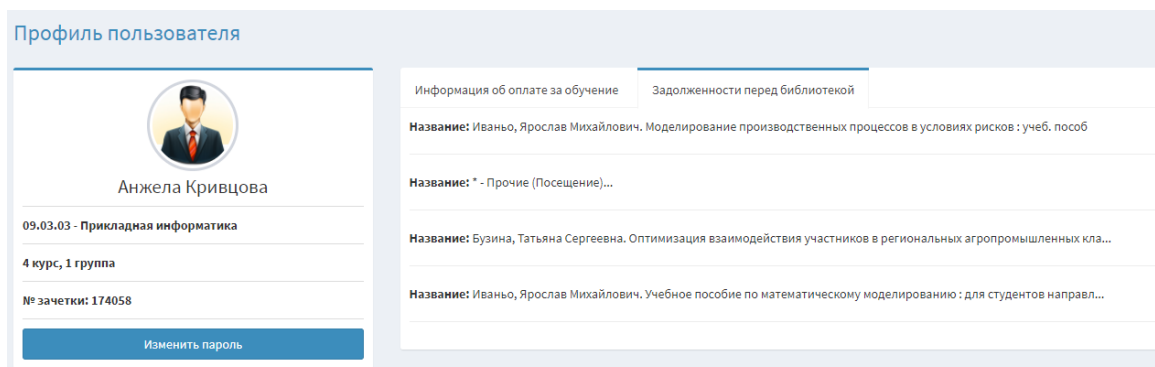 Профиль пользователя
Анжела Кривцова
09.03.03 - Прикладная информатика
4 курс, 1 группа
№ зачетки: 174058
Изменить пароль
Информация об оплате за обучение
Задолженности перед библиотекой
Название: Иваньо, Ярослав Михайлович. Моделирование производственных процессов в условиях рисков : учеб. пособ
Название: * - Прочие (Посещение)...
Название: Бузина, Татьяна Сергеевна. Оптимизация взаимодействия участников в региональных агропромышленных кла...
Название: Иваньо, Ярослав Михайлович. Учебное пособие по математическому моделированию : для студентов направл...